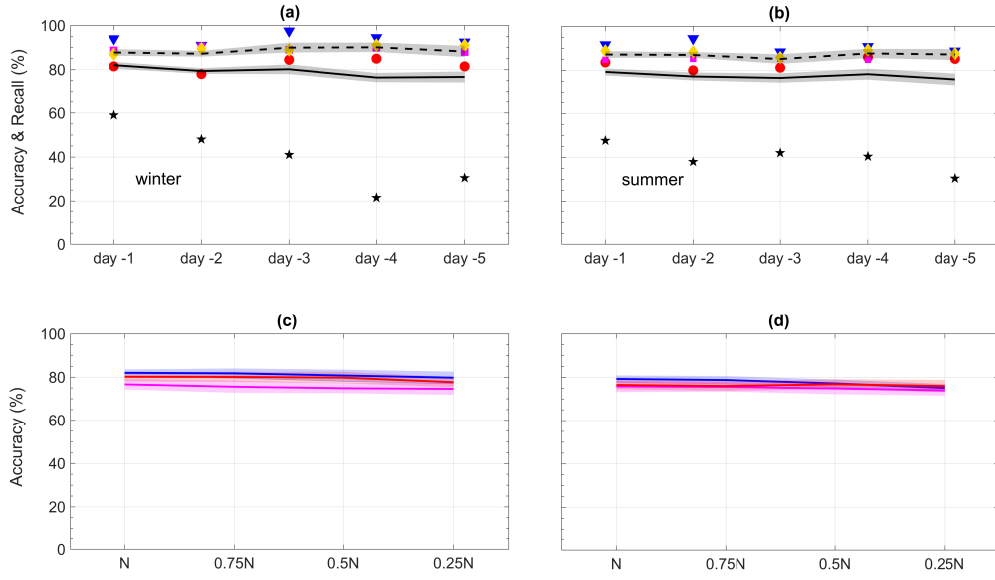 (a)
(b)
Accuracy & Recall (%)
100
80
60
40
20
0
winter
summer
day -1 day -2 day -3 day -4 day -5
day -1 day -2 day -3 day -4 day -5
(c)
(d)
Accuracy (%)
100
80
60
40
20
0
N 0.75N 0.5N 0.25N
N 0.75N 0.5N 0.25N